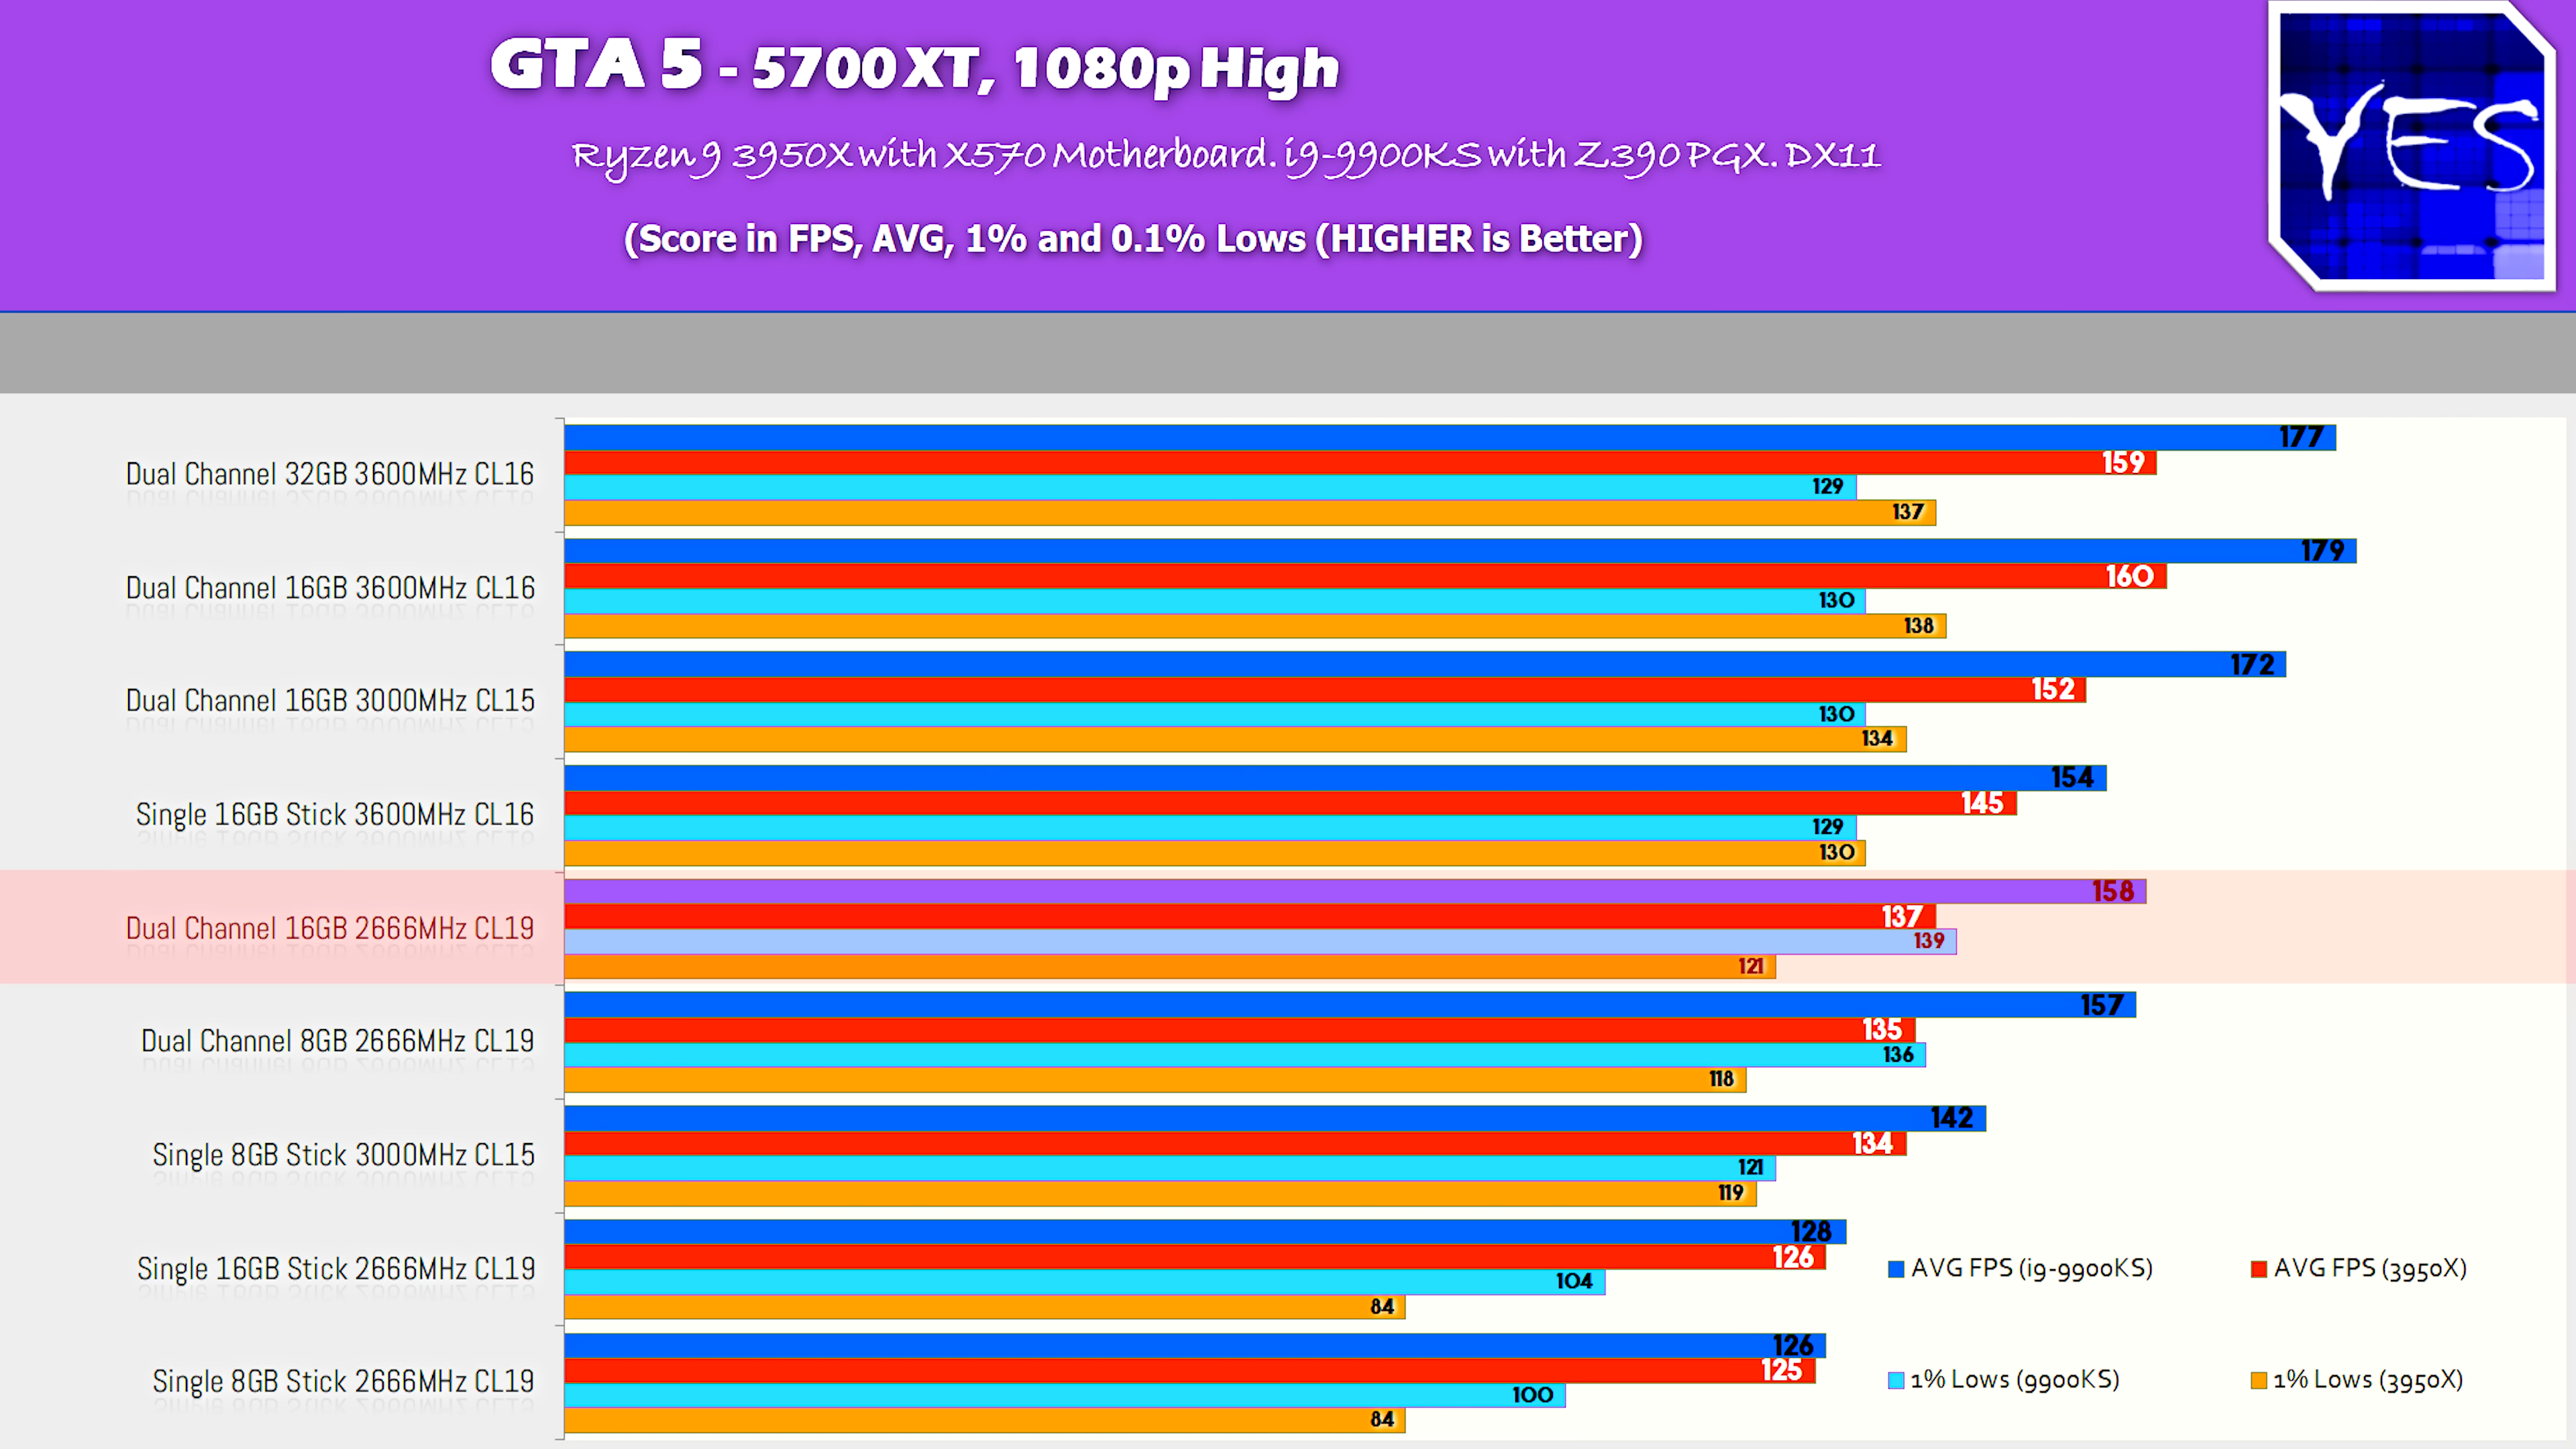 GTA 5 - 5700 XT, 1080p High
YES
Ryzen 9 3950X with X570 Motherboard. i9-9900KS with Z390 PGX. DX11
(Score in FPS, AVG, 1% and 0.1% Lows (HIGHER is Better)
Dual Channel 32GB 3600MHz CL16
177
159
129
137
Dual Channel 16GB 3600MHz CL16
179
160
130
138
Dual Channel 16GB 3000MHz CL15
172
152
130
134
Single 16GB Stick 3600MHz CL16
154
145
129
130
Dual Channel 16GB 2666MHz CL19
158
137
139
121
Dual Channel 8GB 2666MHz CL19
157
135
136
118
Single 8GB Stick 3000MHz CL15
142
134
121
119
Single 16GB Stick 2666MHz CL19
128
126
104
84
Single 8GB Stick 2666MHz CL19
126
125
100
84
AVG FPS (i9-9900KS)
AVG FPS (3950X)
1% Lows (9900KS)
1% Lows (3950X)